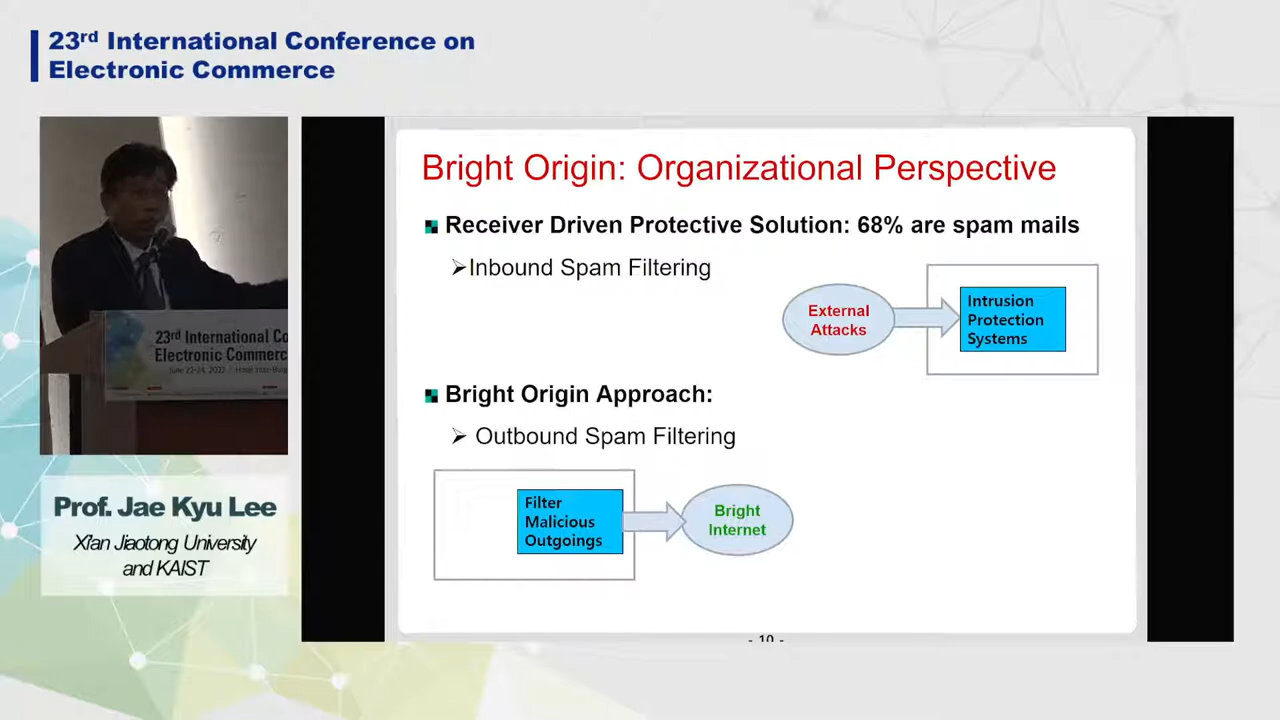 23rd International Conference on
Electronic Commerce
23rd International Co
Electronic Commerc
Prof. Jae Kyu Lee
Xi'an Jiaotong University
and KAIST
Bright Origin: Organizational Perspective
Receiver Driven Protective Solution: 68% are spam mails
➢Inbound Spam Filtering
External
Attacks
Intrusion
Protection
Systems
Bright Origin Approach:
➢ Outbound Spam Filtering
Filter
Malicious
Outgoings
Bright
Internet
- 10 -